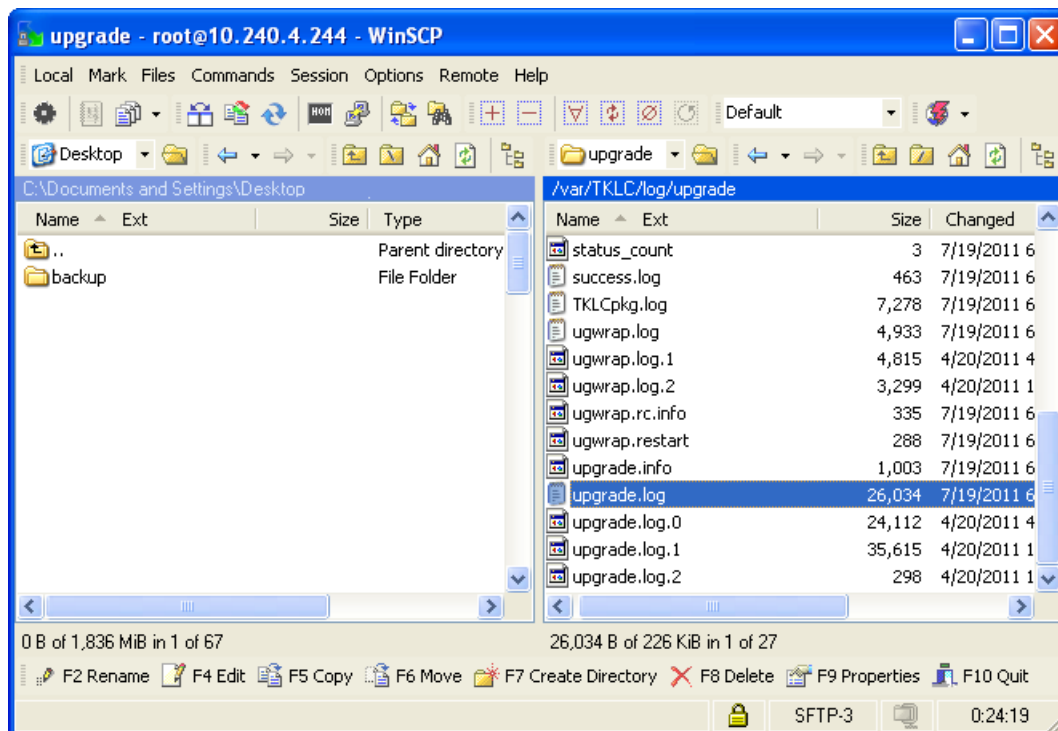 upgrade - root@10.240.4.244 - WinSCP
Local Mark Files Commands Session Options Remote Help
Default
Desktop upgrade
C:\Documents and Settings\Desktop /var/TKLC/log/upgrade
Name Ext Size Type Name Ext Size Changed
.. Parent directory status_count 3 7/19/2011 6
backup File Folder success.log 463 7/19/2011 6
TKLCpkg.log 7,278 7/19/2011 6
ugwrap.log 4,933 7/19/2011 6
ugwrap.log.1 4,815 4/20/2011 4
ugwrap.log.2 3,299 4/20/2011 1
ugwrap.rc.info 335 7/19/2011 6
ugwrap.restart 288 7/19/2011 6
upgrade.info 1,003 7/19/2011 6
upgrade.log 26,034 7/19/2011 6
upgrade.log.0 24,112 4/20/2011 4
upgrade.log.1 35,615 4/20/2011 1
upgrade.log.2 298 4/20/2011 1
0 B of 1,836 MiB in 1 of 67 26,034 B of 226 KiB in 1 of 27
F2 Rename F4 Edit F5 Copy F6 Move F7 Create Directory F8 Delete F9 Properties F10 Quit
SFTP-3 0:24:19